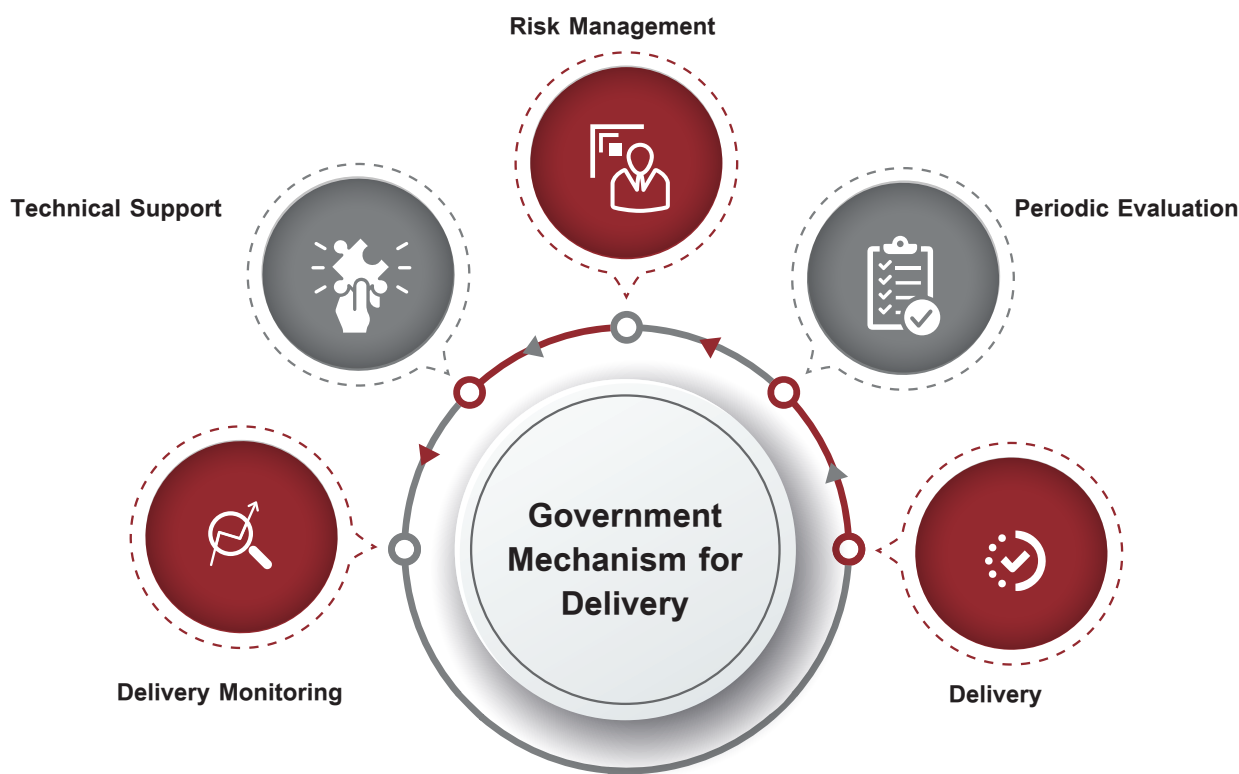 Risk Management
Technical Support
Periodic Evaluation
Government
Mechanism for
Delivery
Delivery Monitoring
Delivery